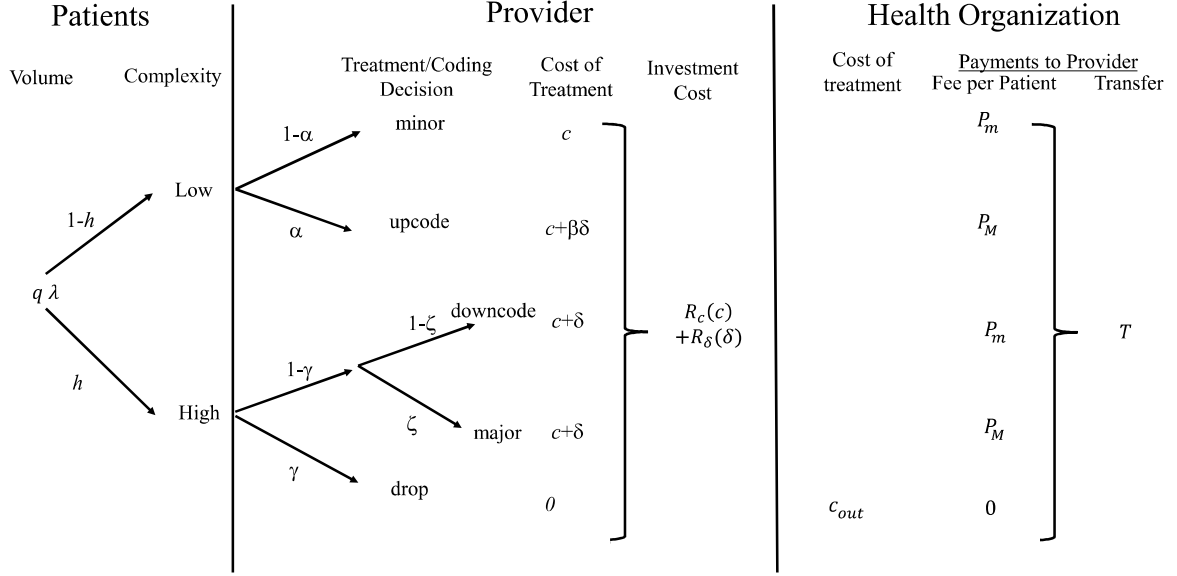 Patients
Provider
Health Organization
Volume
Complexity
Treatment/Coding
Decision
Cost of
Treatment
Investment
Cost
Cost of
treatment
Payments to Provider
Fee per Patient
Transfer
1-α
minor
c
P_m
Low
1-h
α
upcode
c+βδ
P_M
q λ
1-ζ
downcode
c+δ
R_c(c)
+R_δ(δ)
P_m
T
h
1-γ
High
ζ
major
c+δ
P_M
γ
drop
0
c_out
0